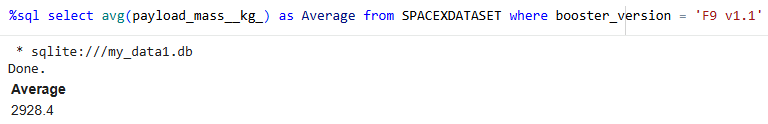 %sql select avg(payload_mass__kg_) as Average from SPACEXDATASET where booster_version = 'F9 v1.1'
* sqlite:///my_data1.db
Done.
Average
2928.4